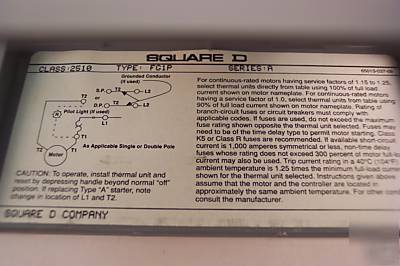 SQUARE D
CLASS:2510 TYPE: FCIP SERIES:A
Grounded Conductor
(If used)
T2 S.P. L2
D.P. L2
Pilot Light (If used)
T2 L1
T1
T2 T1
Motor As Applicable Single or Double Pole
CAUTION: To operate, install thermal unit and
reset by depressing handle beyond normal "off"
position. If replacing Type "A" starter, note
change in location of L1 and T2.
SQUARE D COMPANY
For continuous-rated motors having service factors of 1.15 to 1.25,
select thermal units directly from table using 100% of full load
current shown on motor nameplate. For continuous-rated motors
having a service factor of 1.0, select thermal units from table using
90% of full load current shown on motor nameplate. Rating of
branch-circuit fuses or circuit breakers must comply with
applicable codes. If fuses are used, do not exceed the maximum
fuse rating shown opposite the thermal unit selected. Fuses may
need to be of the time delay type to permit motor starting. Class
K5 or Class R fuses are recommended. If available short-circuit
current is 1,000 amperes symmetrical or less, non-time delay
fuses whose rating does not exceed 300 percent of motor full-lo
current may also be used. Trip current rating in a 40°C (104°F)
ambient temperature is 1.25 times the minimum full-load curre
shown for the thermal unit selected. Instructions given above
assume that the motor and the controller are located in
approximately the same ambient temperature. For other com
consult the manufacturer.